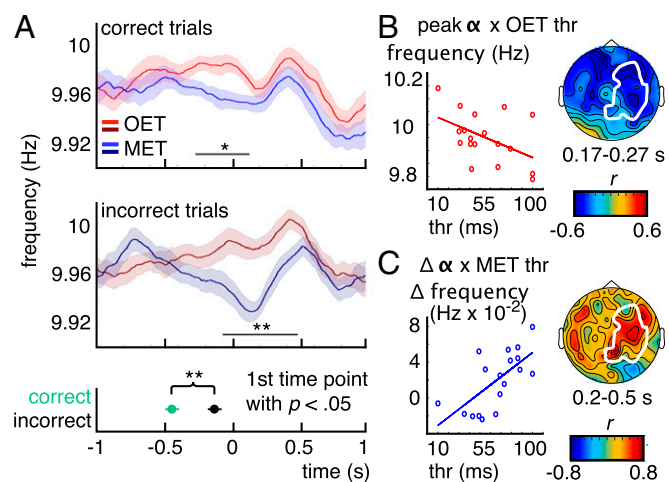 A
correct trials
10
9.96
9.92
OET
MET
*
frequency (Hz)
incorrect trials
10
9.96
9.92
**
correct
incorrect
**
1st time point
with p < .05
-1 -0.5 0 0.5 1
time (s)
B peak α x OET thr
frequency (Hz)
10.2
10
9.8
10 55 100
thr (ms)
0.17-0.27 s
r
-0.6 0.6
C Δ α x MET thr
Δ frequency
(Hz x 10-2)
8
4
0
10 55 100
thr (ms)
0.2-0.5 s
r
-0.8 0.8